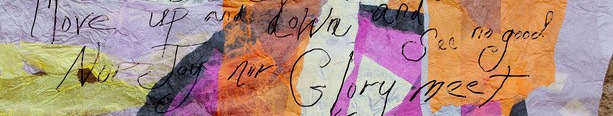 Move up and down and
See no good
Nor Joy nor Glory meet